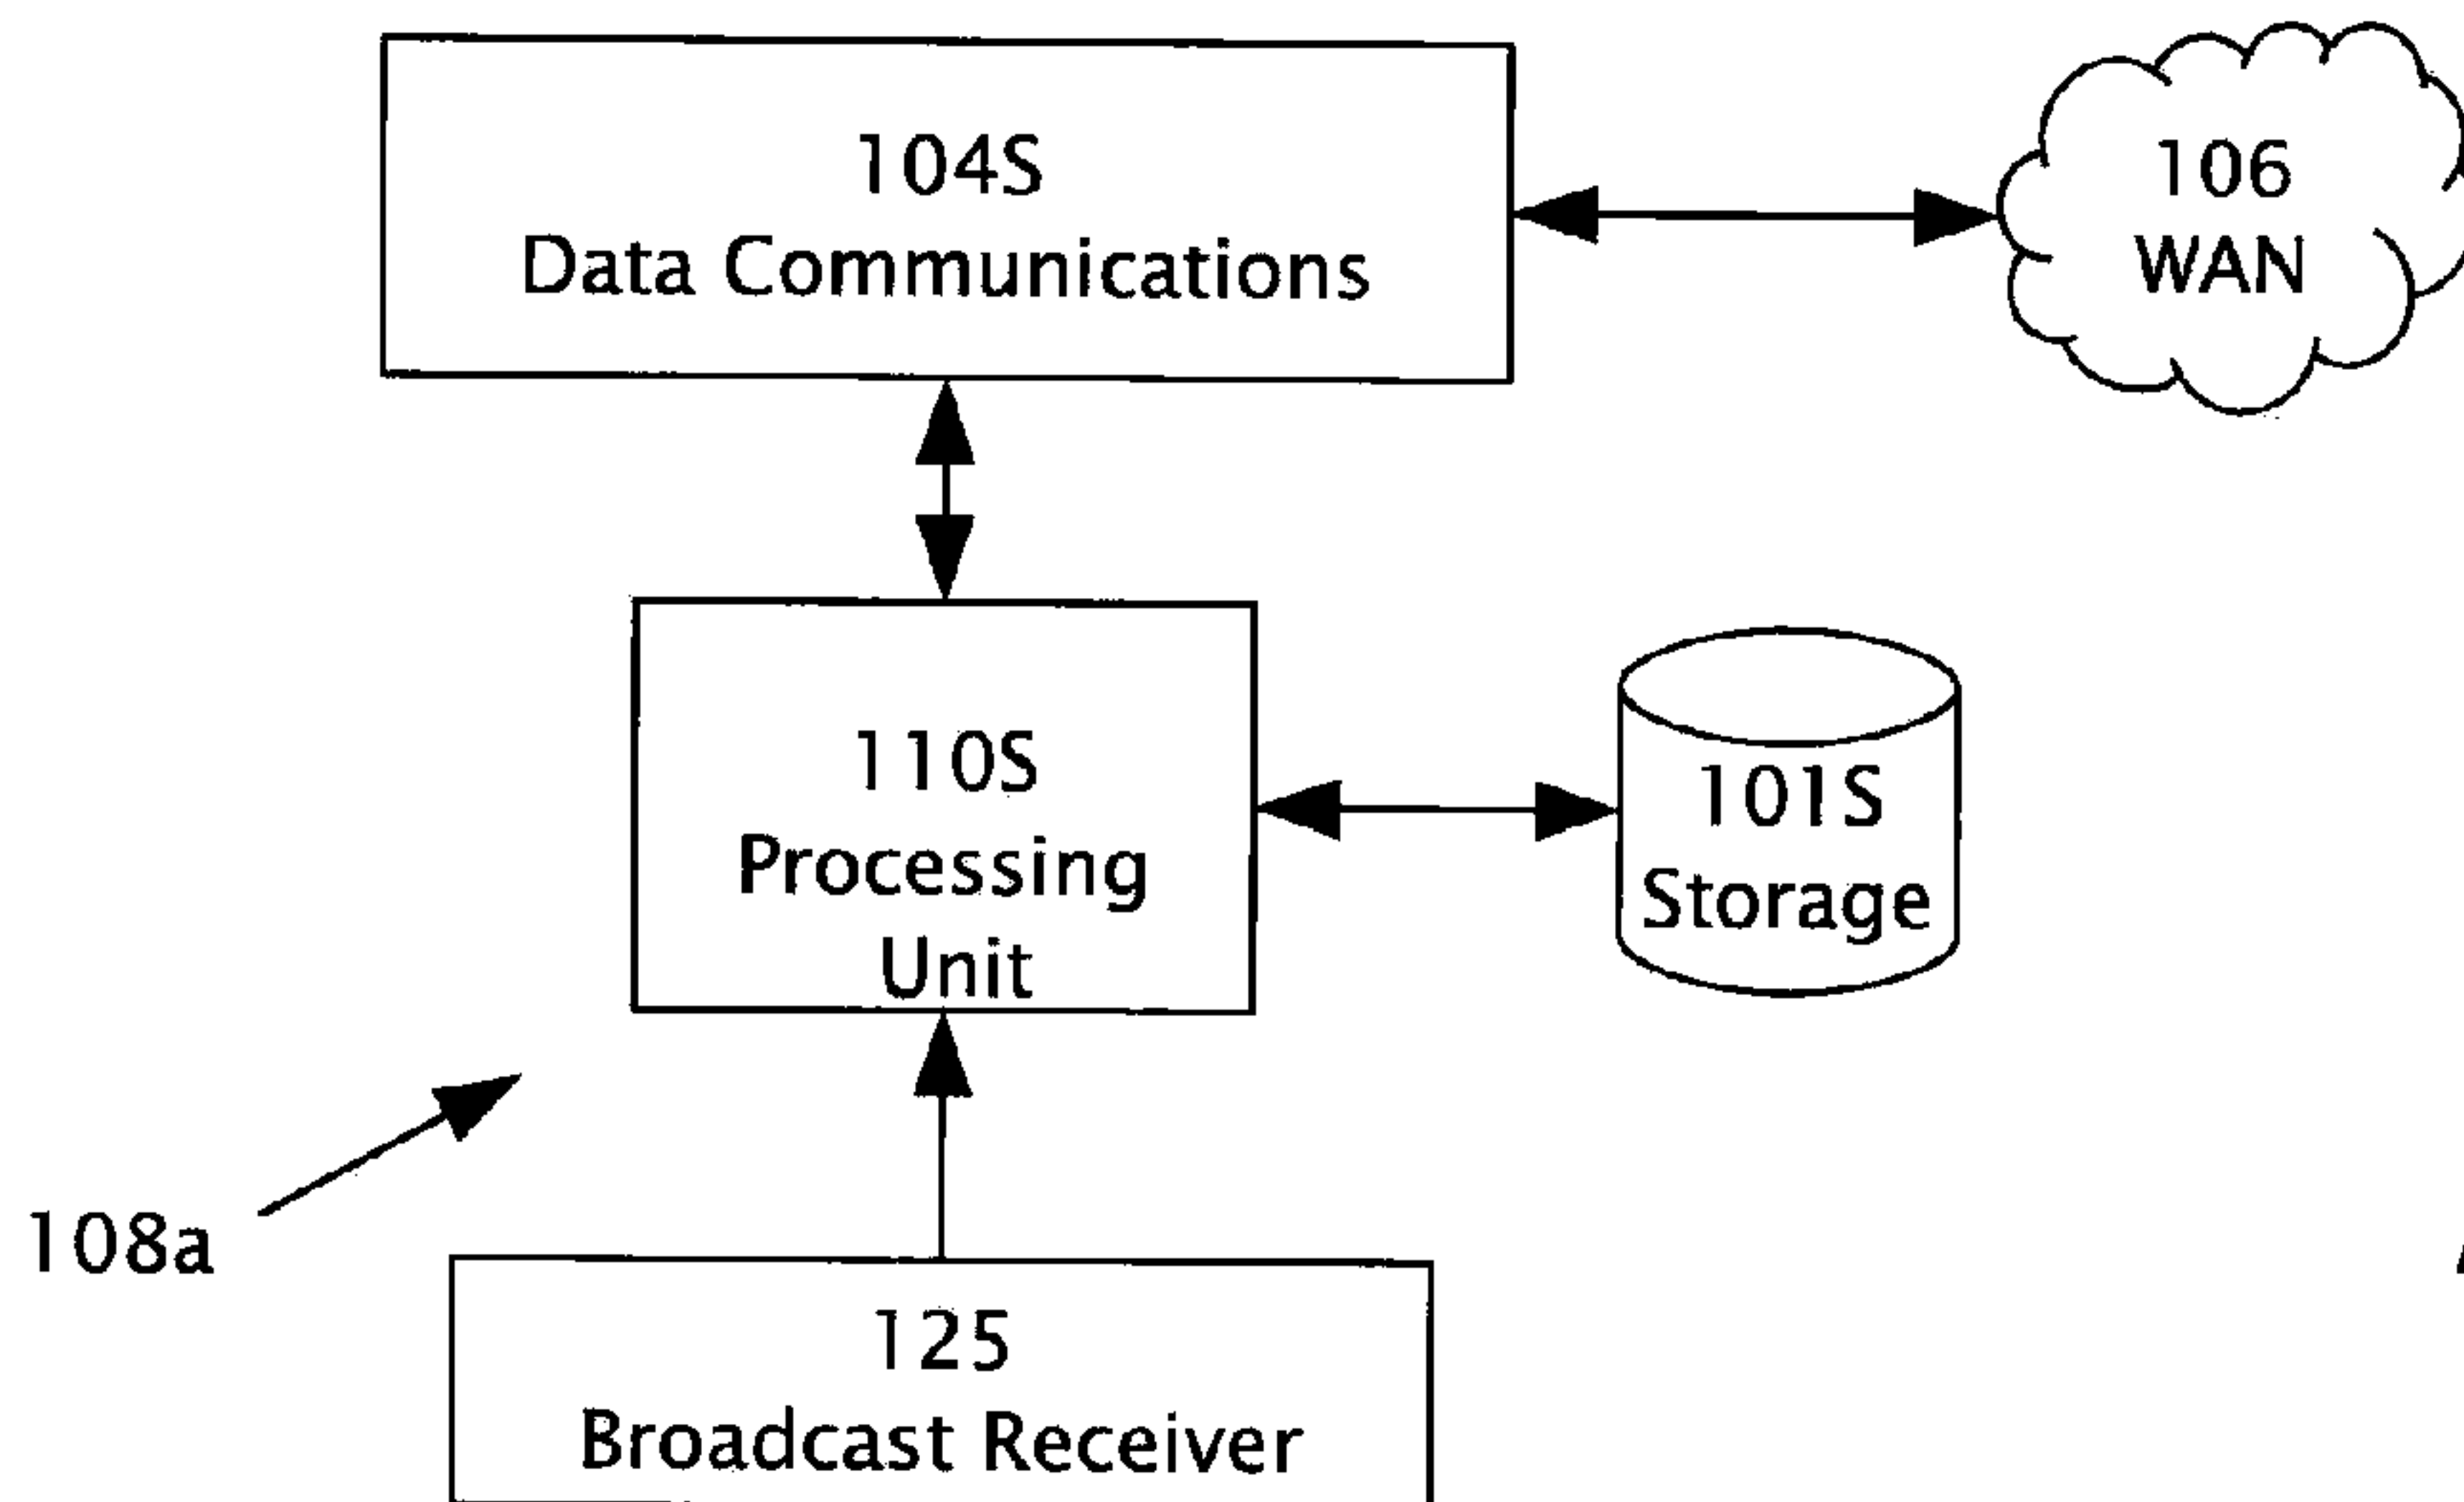 104S
Data Communications
106
WAN
110S
Processing
Unit
101S
Storage
108a
125
Broadcast Receiver